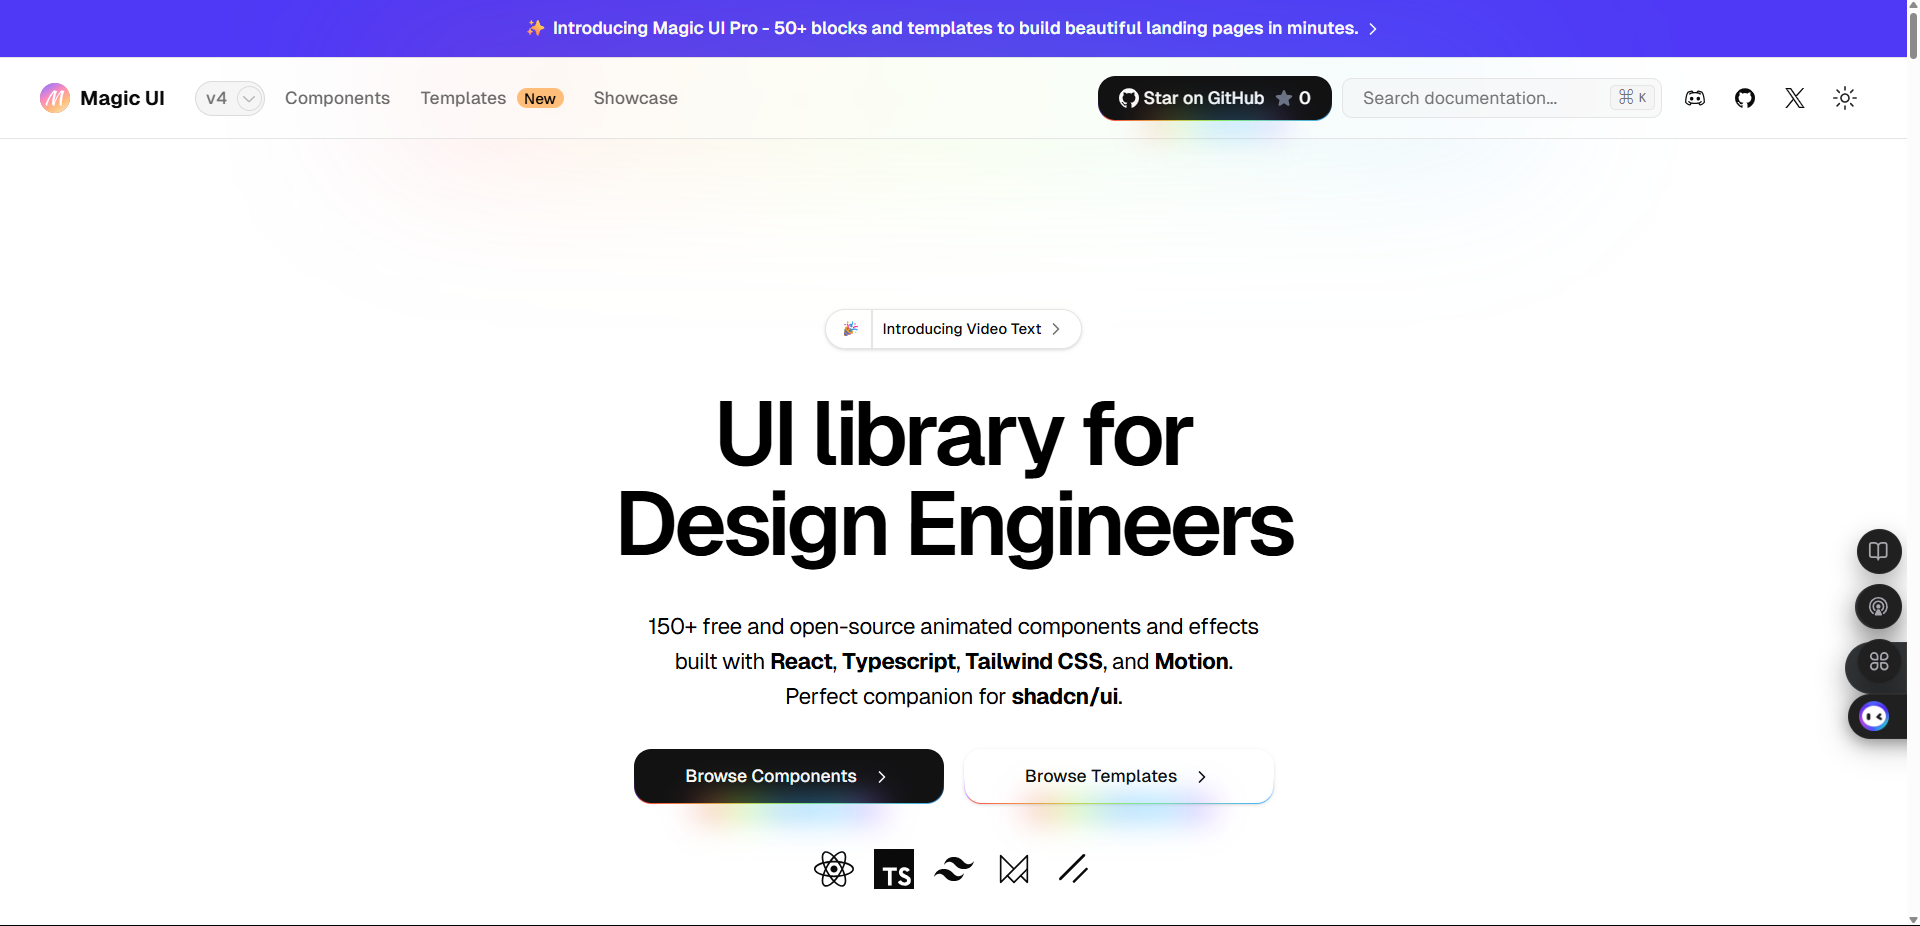 ✨ Introducing Magic UI Pro - 50+ blocks and templates to build beautiful landing pages in minutes.
Magic UI
v4
Components
Templates
New
Showcase
Star on GitHub
0
Search documentation...
⌘ K
🎉 Introducing Video Text
UI library for
Design Engineers
150+ free and open-source animated components and effects
built with React, Typescript, Tailwind CSS, and Motion.
Perfect companion for shadcn/ui.
Browse Components
Browse Templates
TS